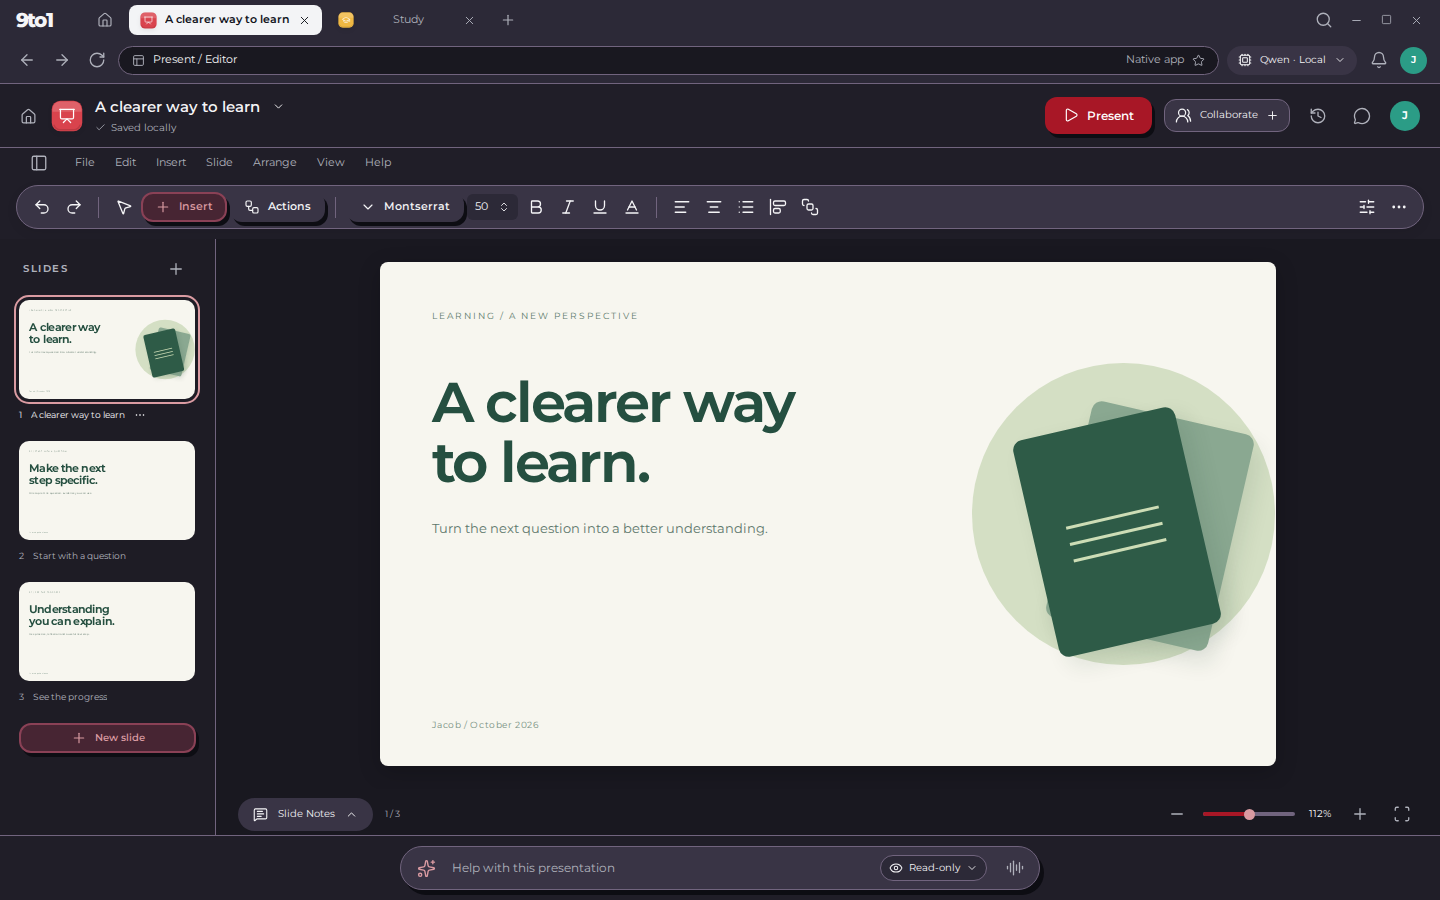 9to1
A clearer way to learn
Study
Present / Editor
Native app
Qwen · Local
J
A clearer way to learn
Saved locally
Present
Collaborate
J
File
Edit
Insert
Slide
Arrange
View
Help
Insert
Actions
Montserrat
50
SLIDES
A clearer way
to learn.
1 A clearer way to learn
Make the next
step specific.
2 Start with a question
Understanding
you can explain.
3 See the progress
New slide
LEARNING / A NEW PERSPECTIVE
A clearer way
to learn.
Turn the next question into a better understanding.
Jacob / October 2026
Slide Notes
1 / 3
112%
Help with this presentation
Read-only